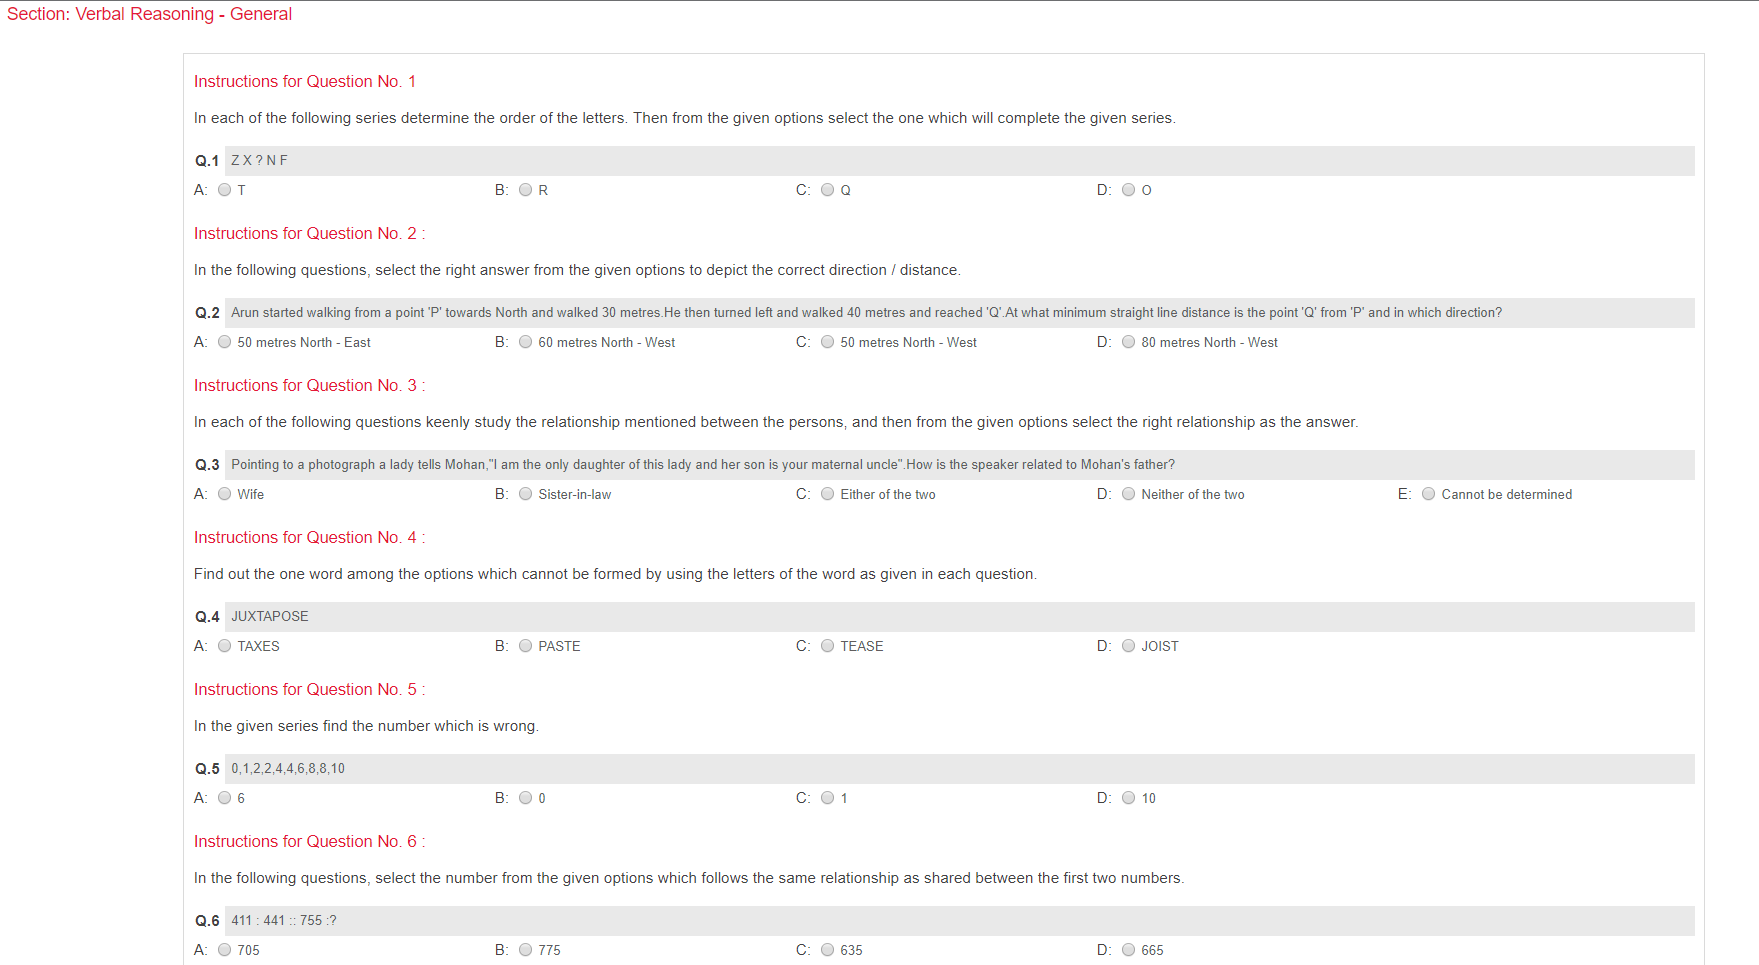 Section: Verbal Reasoning - General
Instructions for Question No. 1
In each of the following series determine the order of the letters. Then from the given options select the one which will complete the given series.
Q.1 Z X ? N F
A: T B: R C: Q D: O
Instructions for Question No. 2 :
In the following questions, select the right answer from the given options to depict the correct direction / distance.
Q.2 Arun started walking from a point 'P' towards North and walked 30 metres.He then turned left and walked 40 metres and reached 'Q'.At what minimum straight line distance is the point 'Q' from 'P' and in which direction?
A: 50 metres North - East B: 60 metres North - West C: 50 metres North - West D: 80 metres North - West
Instructions for Question No. 3 :
In each of the following questions keenly study the relationship mentioned between the persons, and then from the given options select the right relationship as the answer.
Q.3 Pointing to a photograph a lady tells Mohan,"I am the only daughter of this lady and her son is your maternal uncle".How is the speaker related to Mohan's father?
A: Wife B: Sister-in-law C: Either of the two D: Neither of the two E: Cannot be determined
Instructions for Question No. 4 :
Find out the one word among the options which cannot be formed by using the letters of the word as given in each question.
Q.4 JUXTAPOSE
A: TAXES B: PASTE C: TEASE D: JOIST
Instructions for Question No. 5 :
In the given series find the number which is wrong.
Q.5 0,1,2,2,4,4,6,8,8,10
A: 6 B: 0 C: 1 D: 10
Instructions for Question No. 6 :
In the following questions, select the number from the given options which follows the same relationship as shared between the first two numbers.
Q.6 411 : 441 :: 755 :?
A: 705 B: 775 C: 635 D: 665